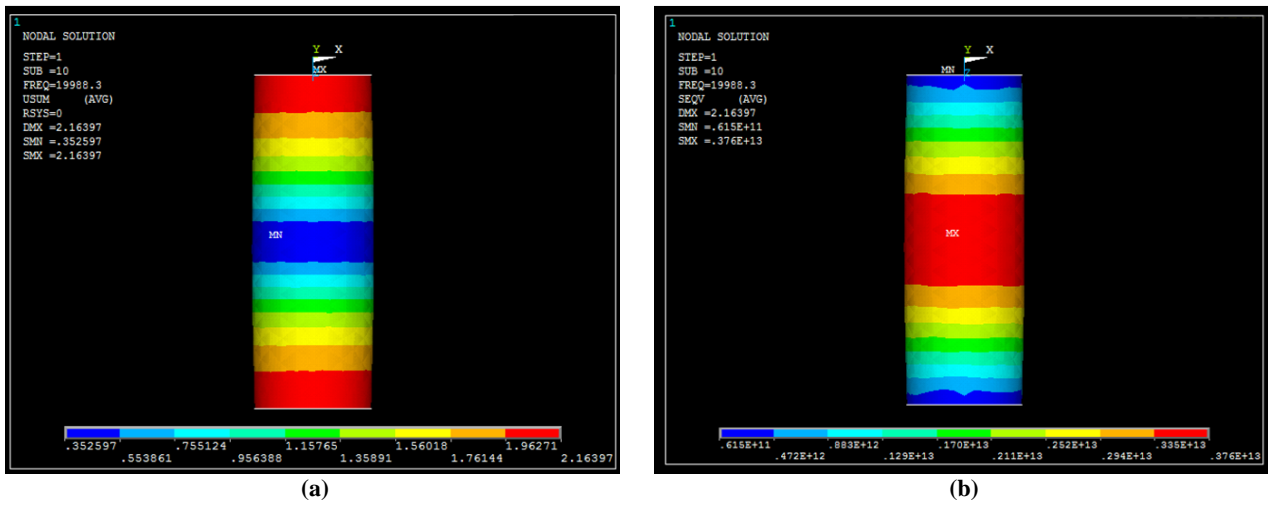 1
NODAL SOLUTION
STEP=1
SUB =10
FREQ=19988.3
USUM (AVG)
RSYS=0
DMX =2.16397
SMN =.352597
SMX =2.16397
Y X
MX
MN
.352597 .755124 1.15765 1.56018 1.96271
.553861 .956388 1.35891 1.76144 2.16397
(a)
1
NODAL SOLUTION
STEP=1
SUB =10
FREQ=19988.3
SEQV (AVG)
DMX =2.16397
SMN =.615E+11
SMX =.376E+13
Y X
MN Z
MX
.615E+11 .883E+12 .170E+13 .252E+13 .335E+13
.472E+12 .129E+13 .211E+13 .294E+13 .376E+13
(b)